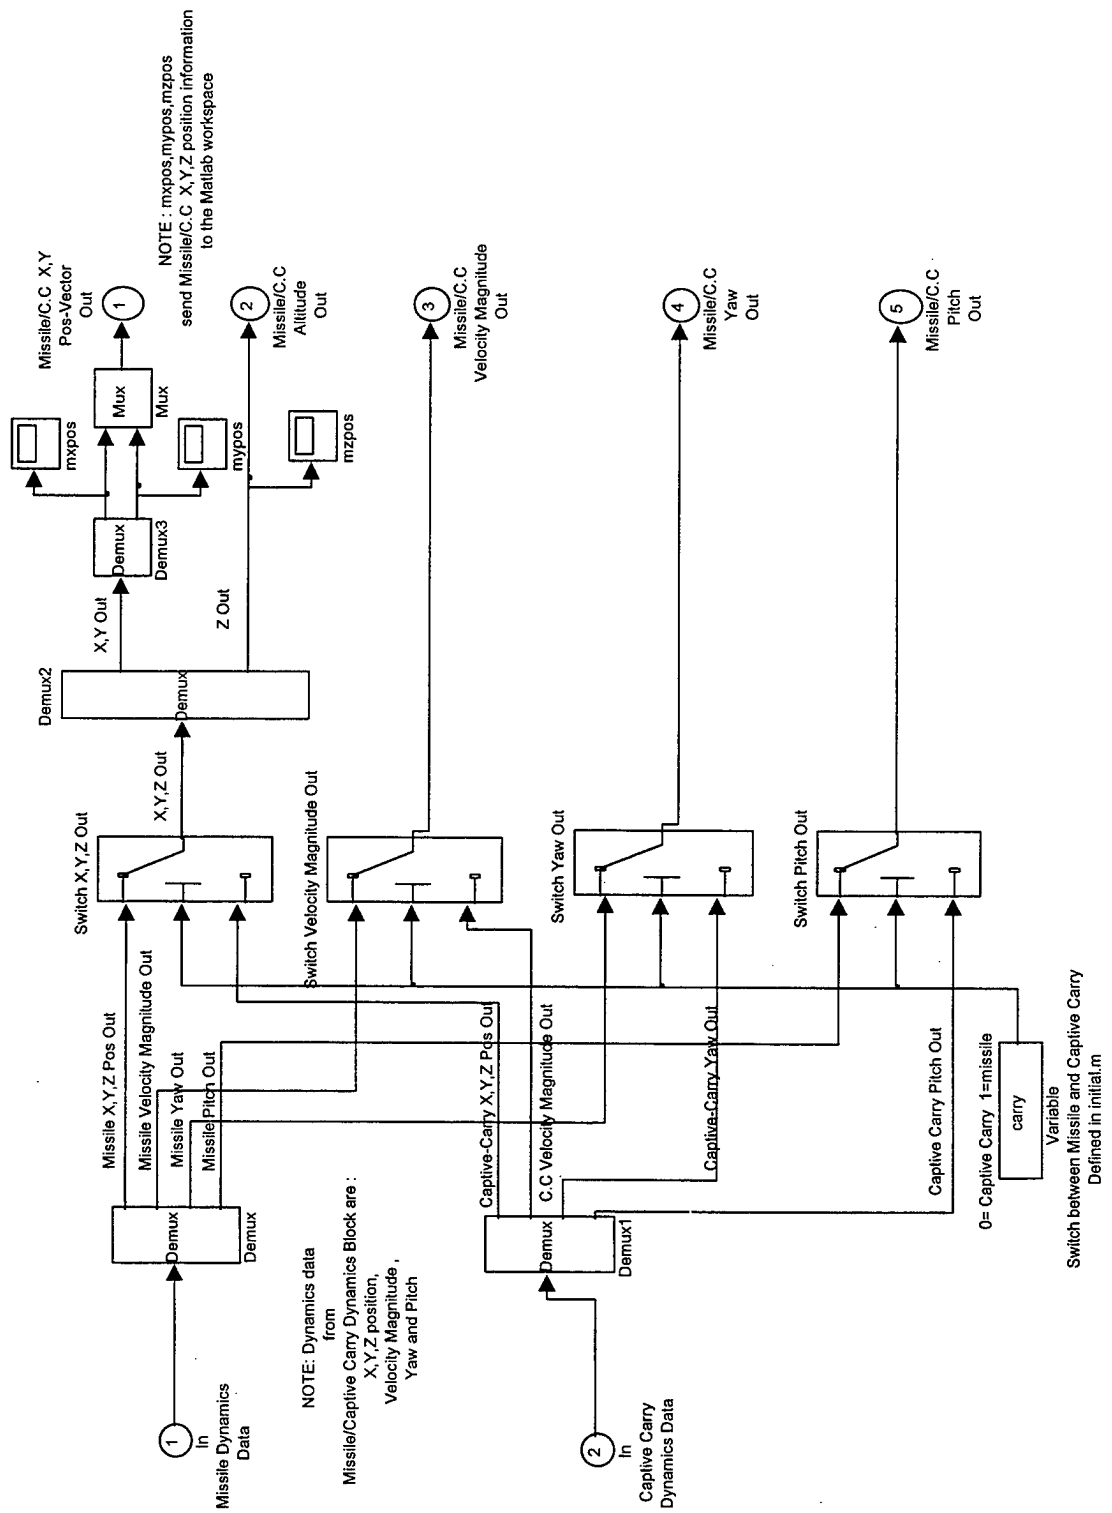 1
In
Missile Dynamics
Data
Demux
Demux
Missile X,Y,Z Pos Out
Missile Velocity Magnitude Out
Missile Yaw Out
Missile Pitch Out
Switch X,Y,Z Out
X,Y,Z Out
Demux2
Demux
X,Y Out
Z Out
Demux
Demux3
mxpos
mypos
mzpos
Mux
Mux
Missile/C.C X,Y
Pos-Vector
Out
1
NOTE : mxpos,mypos,mzpos
send Missile/C.C X,Y,Z position information
to the Matlab workspace
2
Missile/C.C
Altitude
Out
NOTE: Dynamics data
from
Missile/Captive Carry Dynamics Block are :
X,Y,Z position,
Velocity Magnitude ,
Yaw and Pitch
Switch Velocity Magnitude Out
3
Missile/C.C
Velocity Magnitude
Out
2
In
Captive Carry
Dynamics Data
Demux
Demux1
Captive-Carry X,Y,Z Pos Out
C.C Velocity Magnitude Out
Captive-Carry Yaw Out
Captive Carry Pitch Out
Switch Yaw Out
4
Missile/C.C
Yaw
Out
Switch Pitch Out
5
Missile/C.C
Pitch
Out
0= Captive Carry 1=missile
carry
Variable
Switch between Missile and Captive Carry
Defined in initial.m